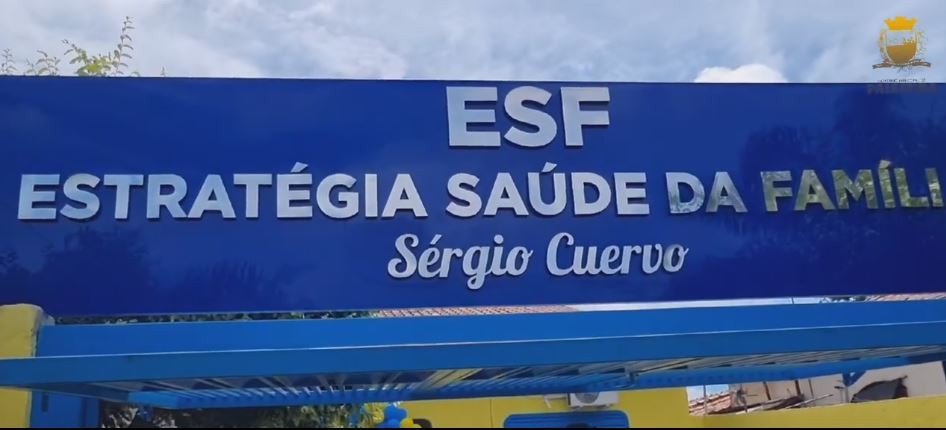 ESF
ESTRATÉGIA SAÚDE DA FAMÍLI
Sérgio Cuervo